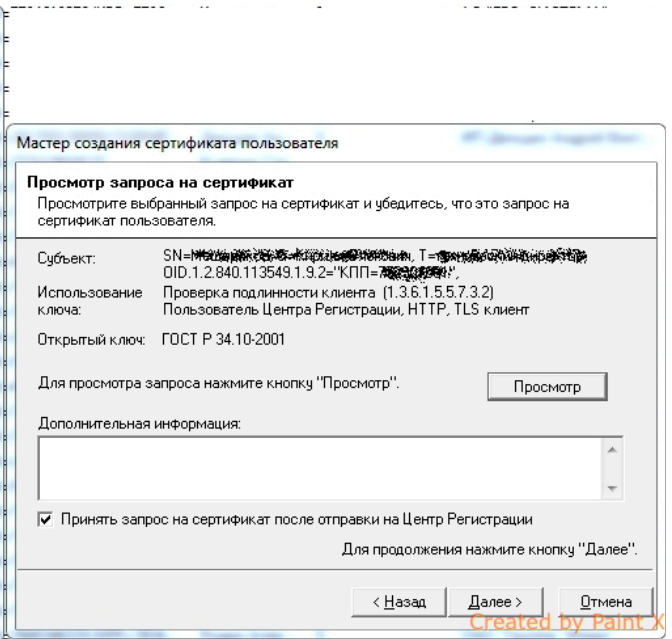 Мастер создания сертификата пользователя
Просмотр запроса на сертификат
Просмотрите выбранный запрос на сертификат и убедитесь, что это запрос на
сертификат пользователя.
Субъект: SN= T=
OID.1.2.840.113549.1.9.2="КПП=
Использование Проверка подлинности клиента (1.3.6.1.5.5.7.3.2)
ключа: Пользователь Центра Регистрации, HTTP, TLS клиент
Открытый ключ: ГОСТ Р 34.10-2001
Для просмотра запроса нажмите кнопку "Просмотр". Просмотр
Дополнительная информация:
Принять запрос на сертификат после отправки на Центр Регистрации
Для продолжения нажмите кнопку "Далее".
< Назад Далее > Отмена
Created by Paint X